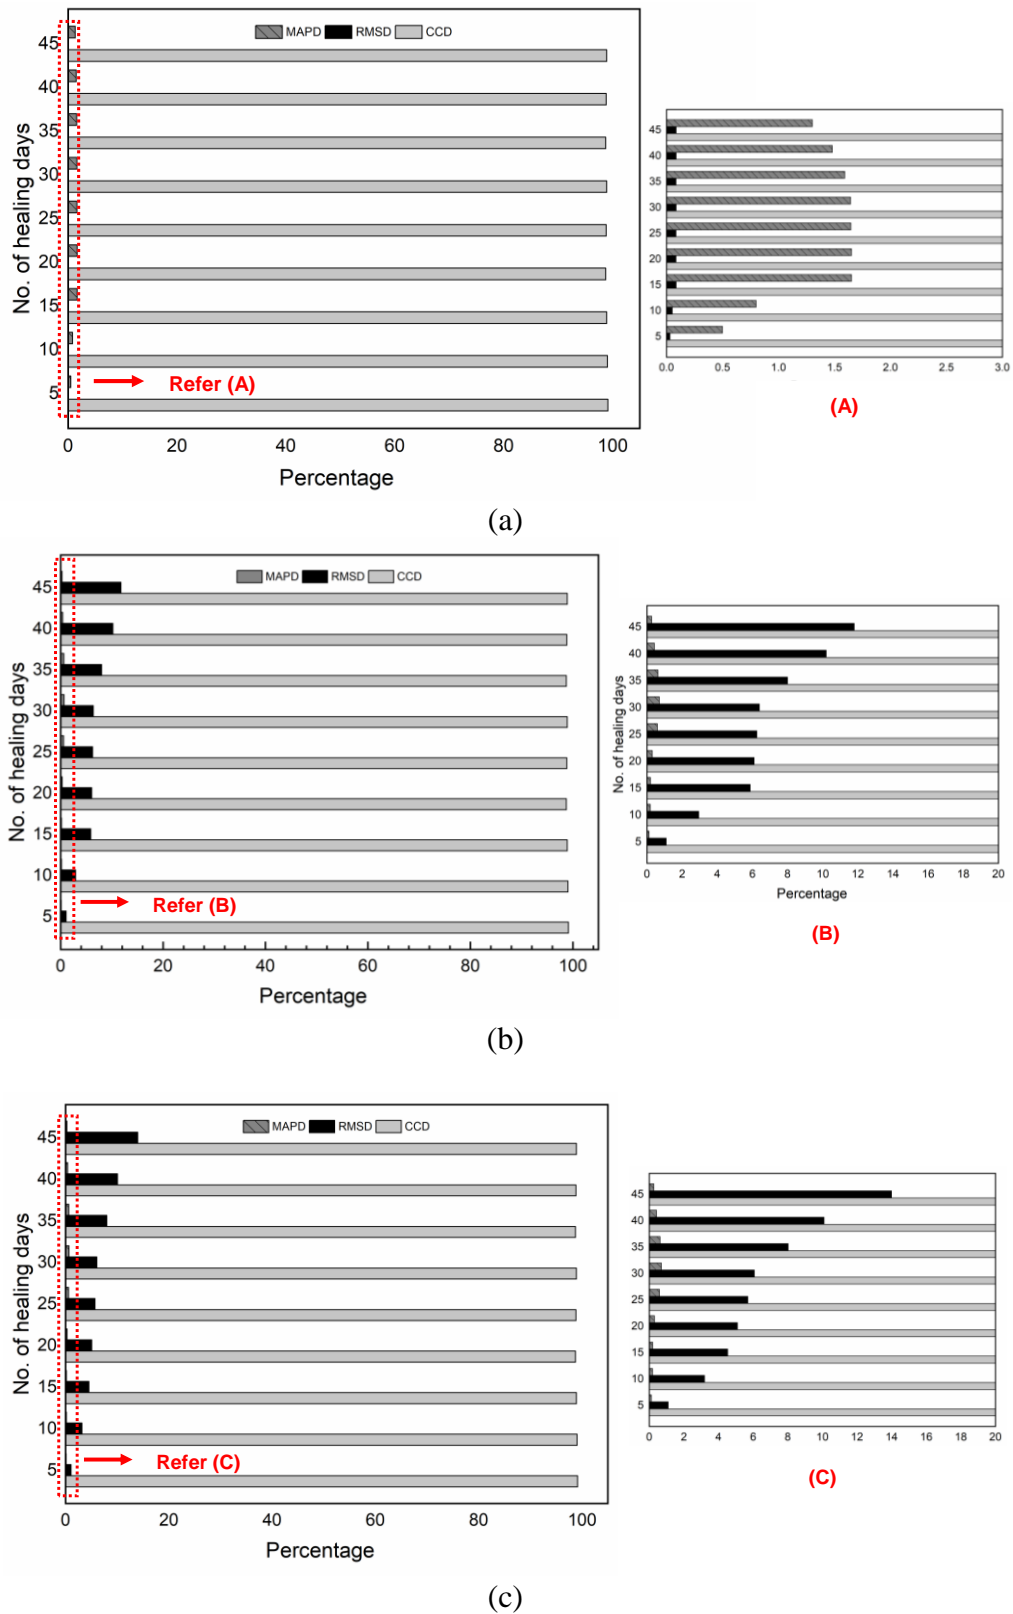 MAPD RMSD CCD
No. of healing days
45
40
35
30
25
20
15
10
5
Refer (A)
0 20 40 60 80 100
Percentage
45
40
35
30
25
20
15
10
5
0.0 0.5 1.0 1.5 2.0 2.5 3.0
(A)
(a)
MAPD RMSD CCD
No. of healing days
45
40
35
30
25
20
15
10
5
Refer (B)
0 20 40 60 80 100
Percentage
No. of healing days
45
40
35
30
25
20
15
10
5
0 2 4 6 8 10 12 14 16 18 20
Percentage
(B)
(b)
MAPD RMSD CCD
No. of healing days
45
40
35
30
25
20
15
10
5
Refer (C)
0 20 40 60 80 100
Percentage
45
40
35
30
25
20
15
10
5
0 2 4 6 8 10 12 14 16 18 20
(C)
(c)